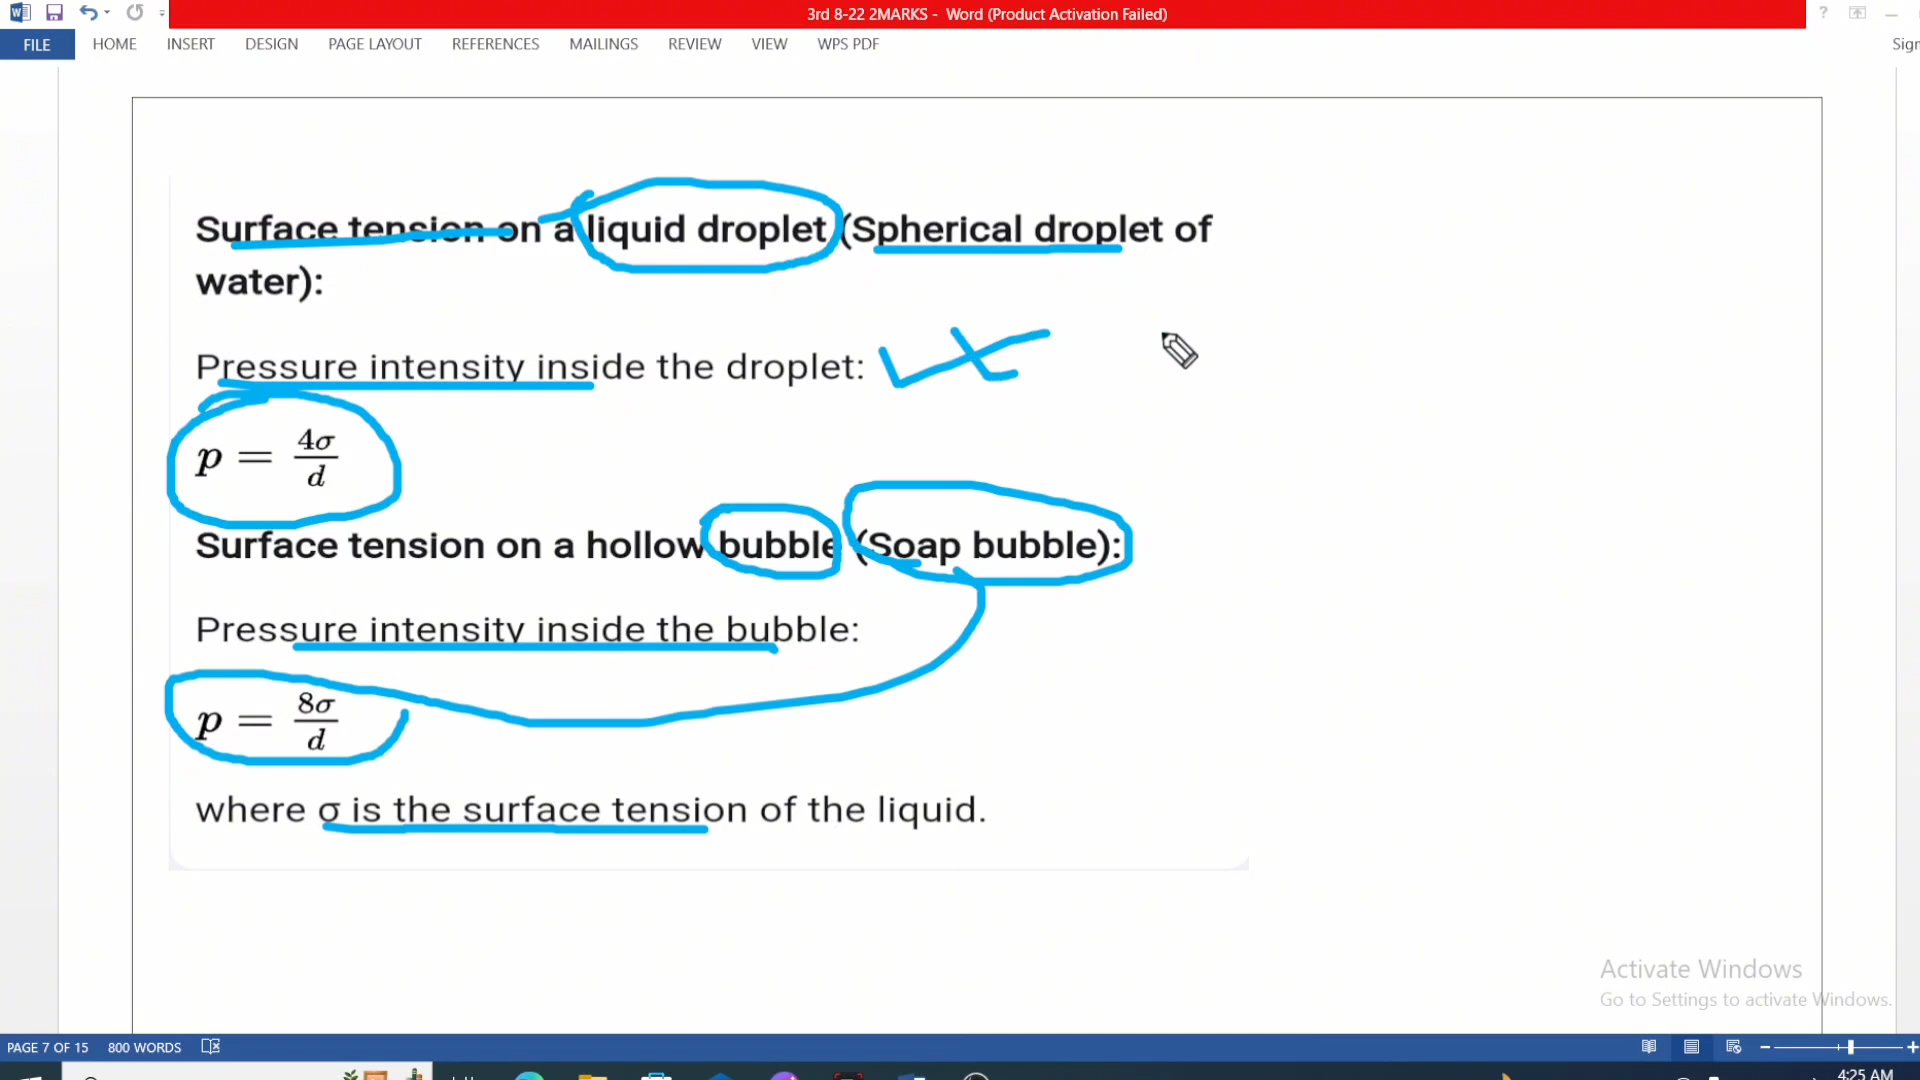 3rd 8-22 2MARKS - Word (Product Activation Failed)
FILE HOME INSERT DESIGN PAGE LAYOUT REFERENCES MAILINGS REVIEW VIEW WPS PDF Sign
Surface tension on a liquid droplet (Spherical droplet of
water):
Pressure intensity inside the droplet:
p = 4σ/d
Surface tension on a hollow bubble (Soap bubble):
Pressure intensity inside the bubble:
p = 8σ/d
where σ is the surface tension of the liquid.
Activate Windows
Go to Settings to activate Windows.
PAGE 7 OF 15 800 WORDS
4:25 AM